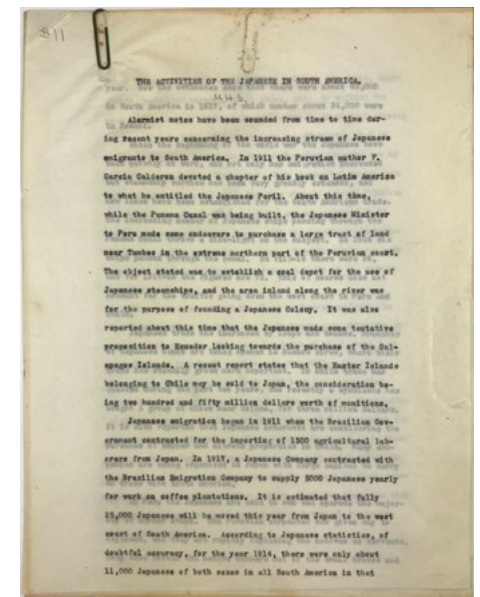 THE ACTIVITIES OF THE JAPANESE IN SOUTH AMERICA.
Alarmist notes have been sounded from time to time dur-
ing recent years concerning the increasing stream of Japanese
emigrants to South America. In 1911 the Peruvian author F.
Garcia Calderan devoted a chapter of his book on Latin America
to what he entitled the Japanese Peril. About this time,
while the Panama Canal was being built, the Japanese Minister
to Peru made some endeavors to purchase a large tract of land
near Tumbes in the extreme northern part of the Peruvian coast.
The object stated was to establish a coal depot for the use of
Japanese steamships, and the area inland along the river was
for the purpose of founding a Japanese Colony. It was also
reported about this time that the Japanese made some tentative
proposition to Ecuador looking towards the purchase of the Gal-
apagos Islands. A recent report states that the Easter Islands
belonging to Chile may be sold to Japan, the consideration be-
ing two hundred and fifty million dollars worth of munitions.
Japanese emigration began in 1911 when the Brazilian Gov-
ernment contracted for the importing of 1500 agricultural lab-
orers from Japan. In 1917, a Japanese Company contracted with
the Brazilian Emigration Company to supply 5000 Japanese yearly
for work on coffee plantations. It is estimated that fully
25,000 Japanese will be moved this year from Japan to the west
coast of South America. According to Japanese statistics, of
doubtful accuracy, for the year 1914, there were only about
11,000 Japanese of both sexes in all South America in that